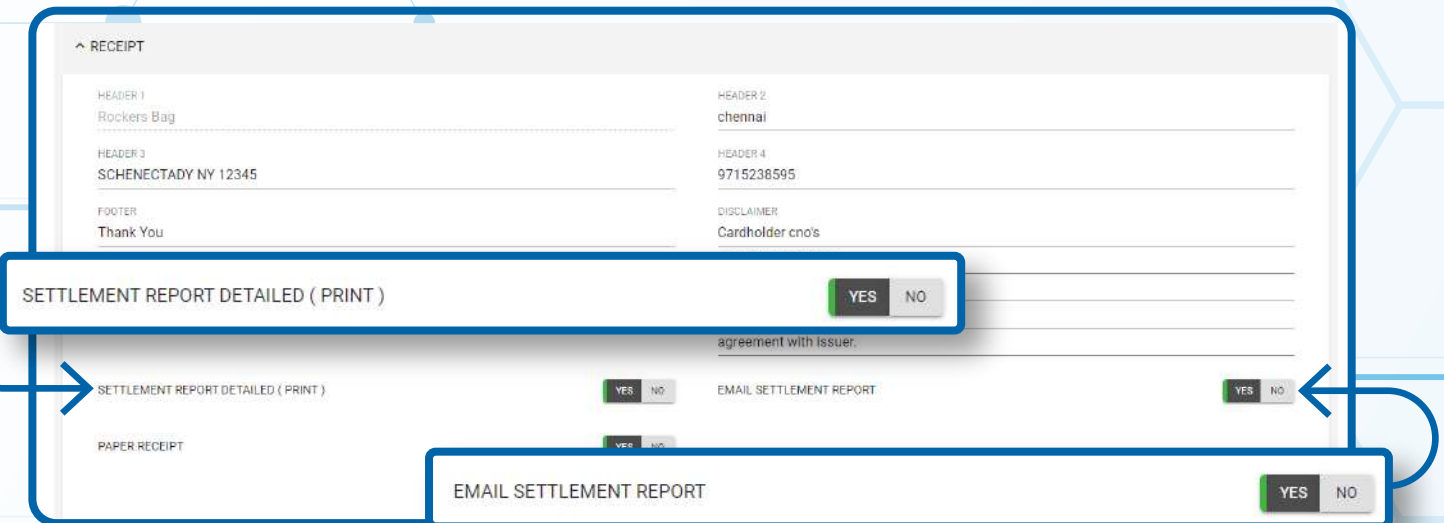 RECEIPT
HEADER 1
Rockers Bag
HEADER 2
chennai
HEADER 3
SCHENECTADY NY 12345
HEADER 4
9715238595
FOOTER
Thank You
DISCLAIMER
Cardholder cno's
SETTLEMENT REPORT DETAILED ( PRINT )
YES NO
agreement with issuer.
SETTLEMENT REPORT DETAILED ( PRINT )
YES NO
EMAIL SETTLEMENT REPORT
YES NO
PAPER RECEIPT
YES NO
EMAIL SETTLEMENT REPORT
YES NO